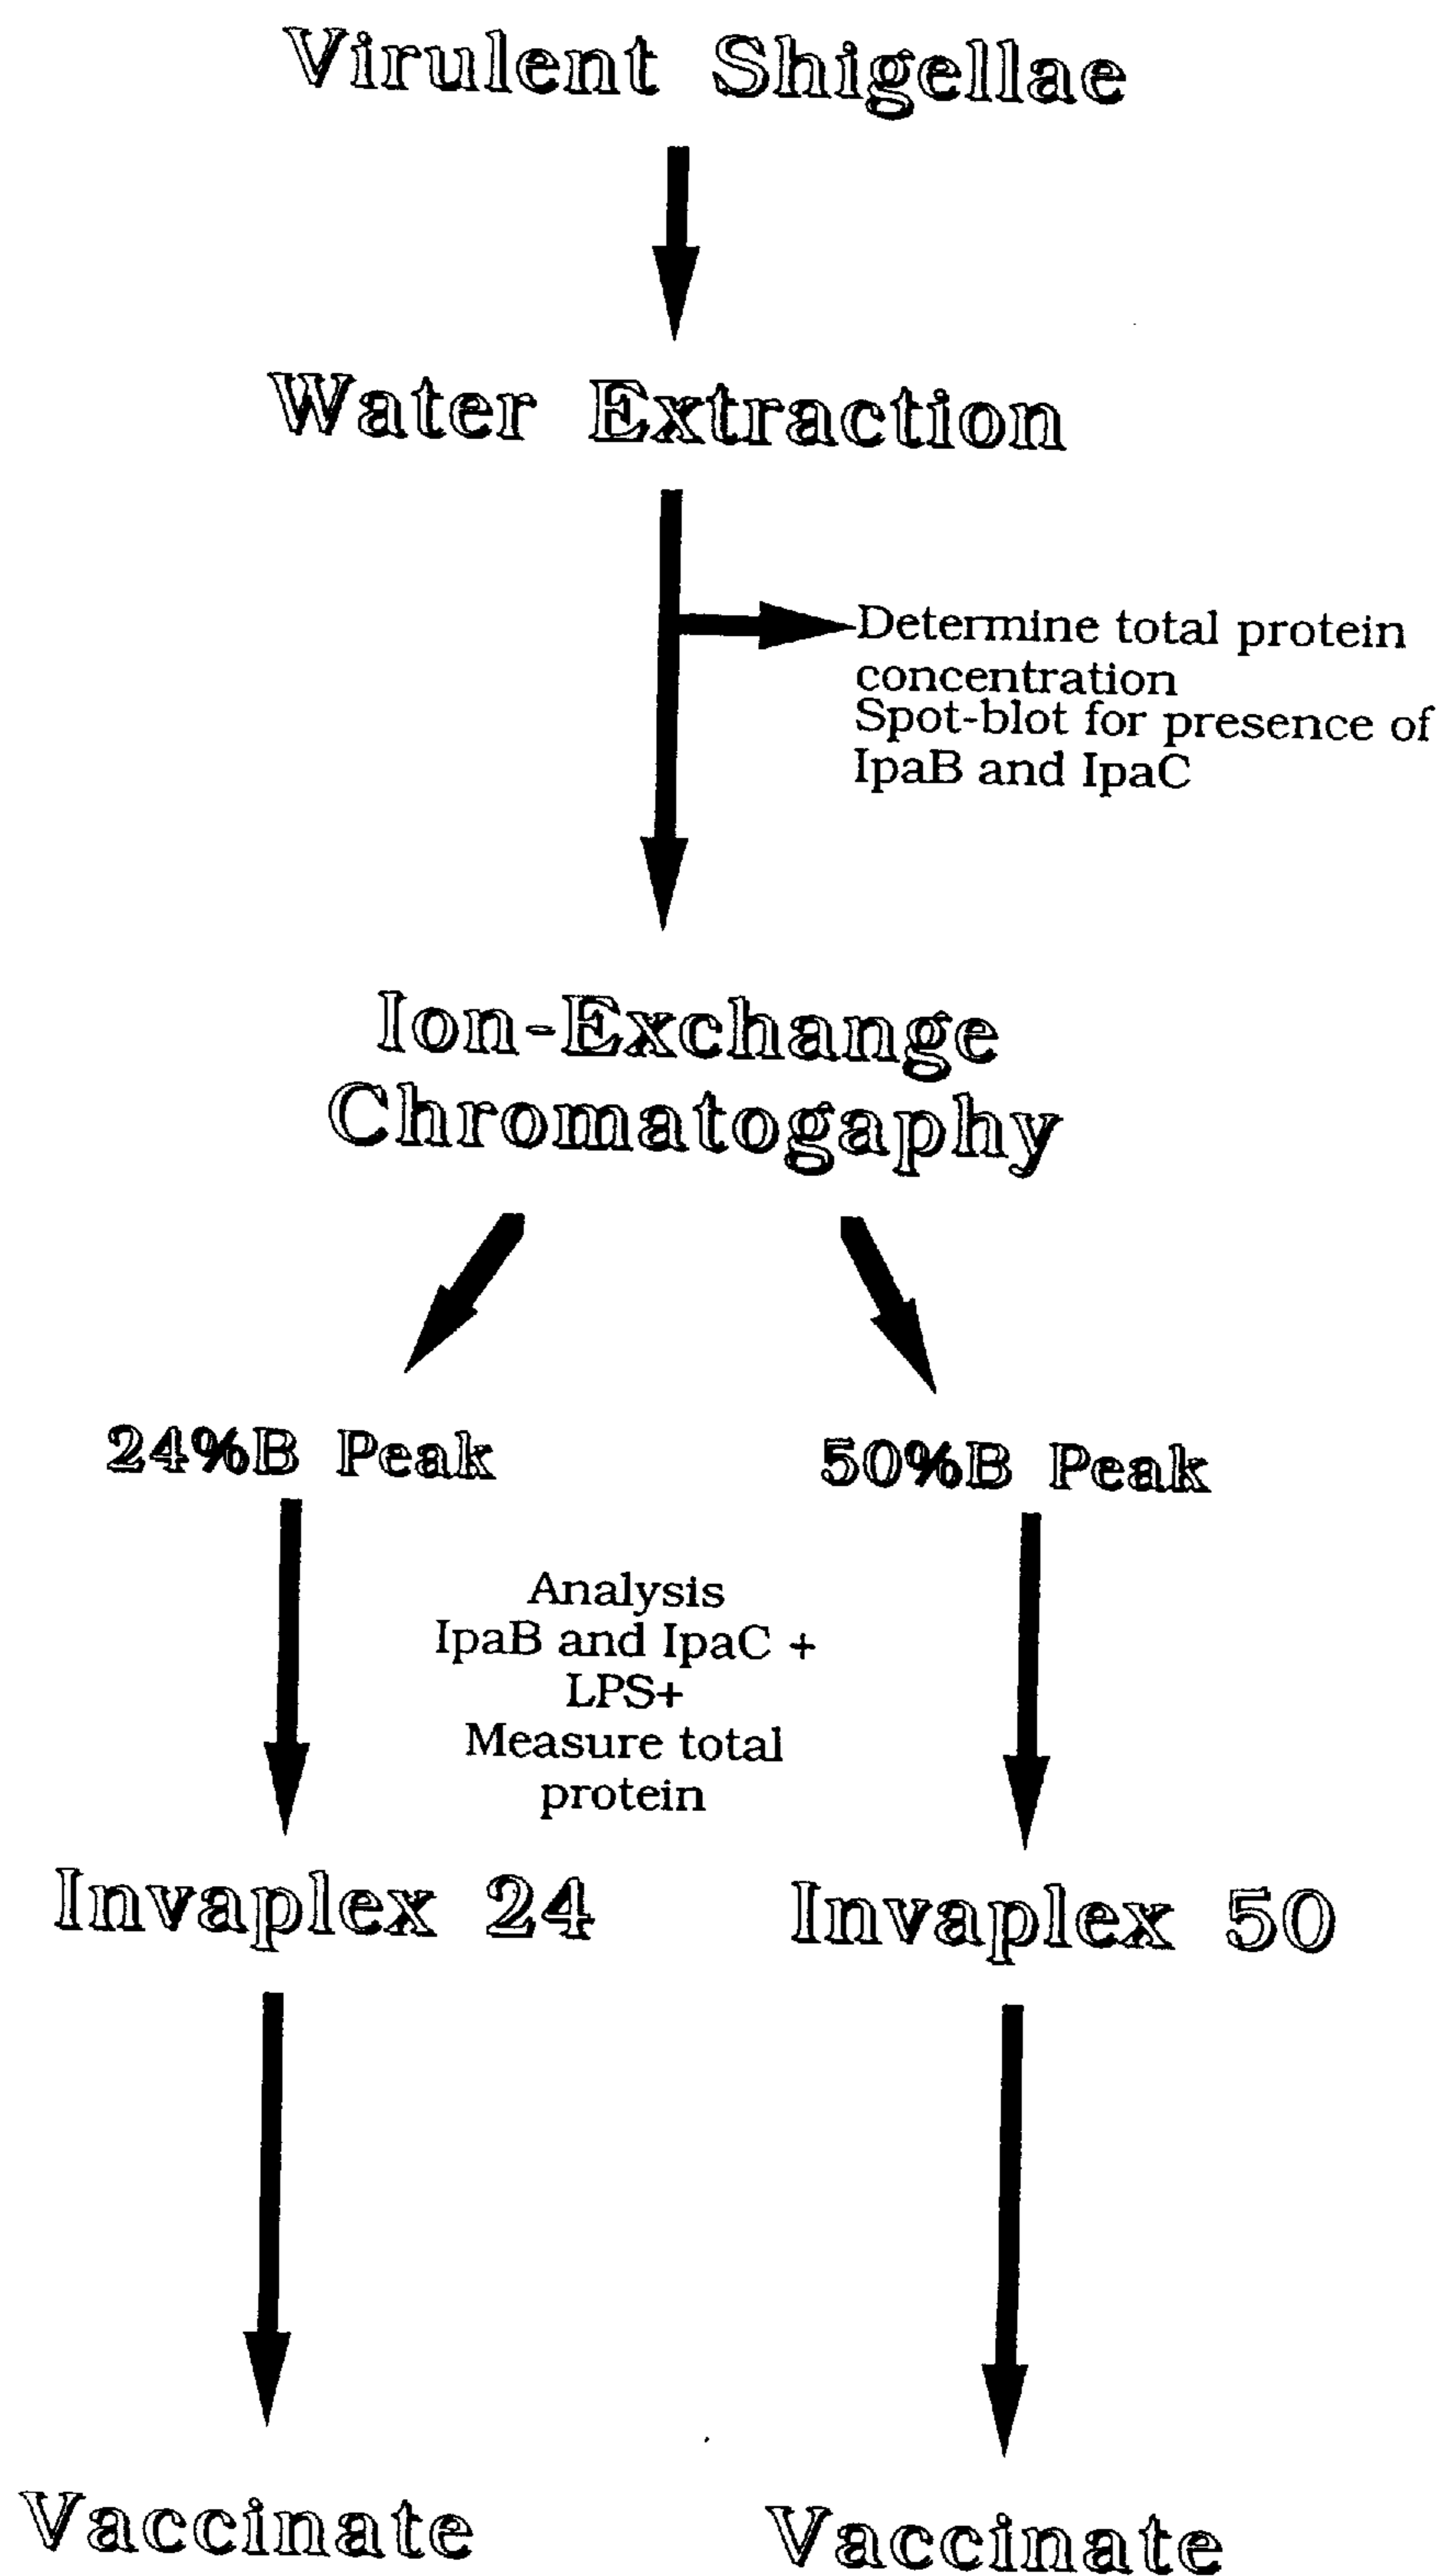 Virulent Shigellae
Water Extraction
Determine total protein
concentration
Spot-blot for presence of
IpaB and IpaC
Ion-Exchange
Chromatogaphy
24%B Peak
50%B Peak
Analysis
IpaB and IpaC +
LPS+
Measure total
protein
Invaplex 24
Invaplex 50
Vaccinate
Vaccinate